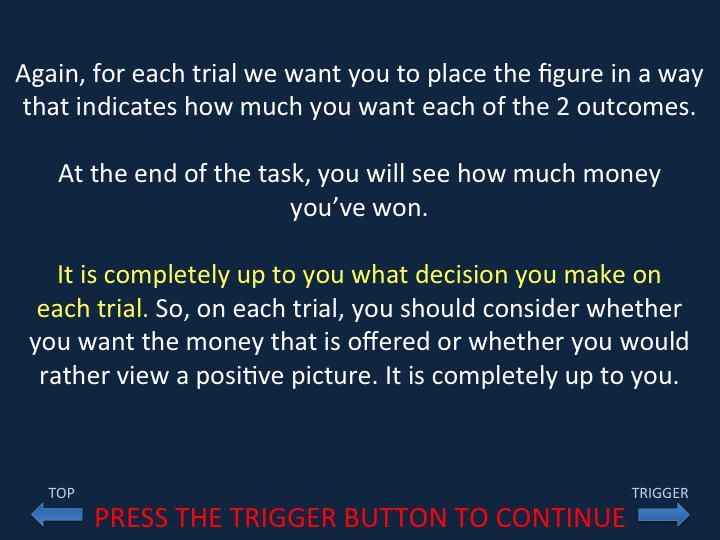 Again, for each trial we want you to place the figure in a way
that indicates how much you want each of the 2 outcomes.
At the end of the task, you will see how much money
you’ve won.
It is completely up to you what decision you make on
each trial. So, on each trial, you should consider whether
you want the money that is offered or whether you would
rather view a positive picture. It is completely up to you.
TOP
TRIGGER
PRESS THE TRIGGER BUTTON TO CONTINUE